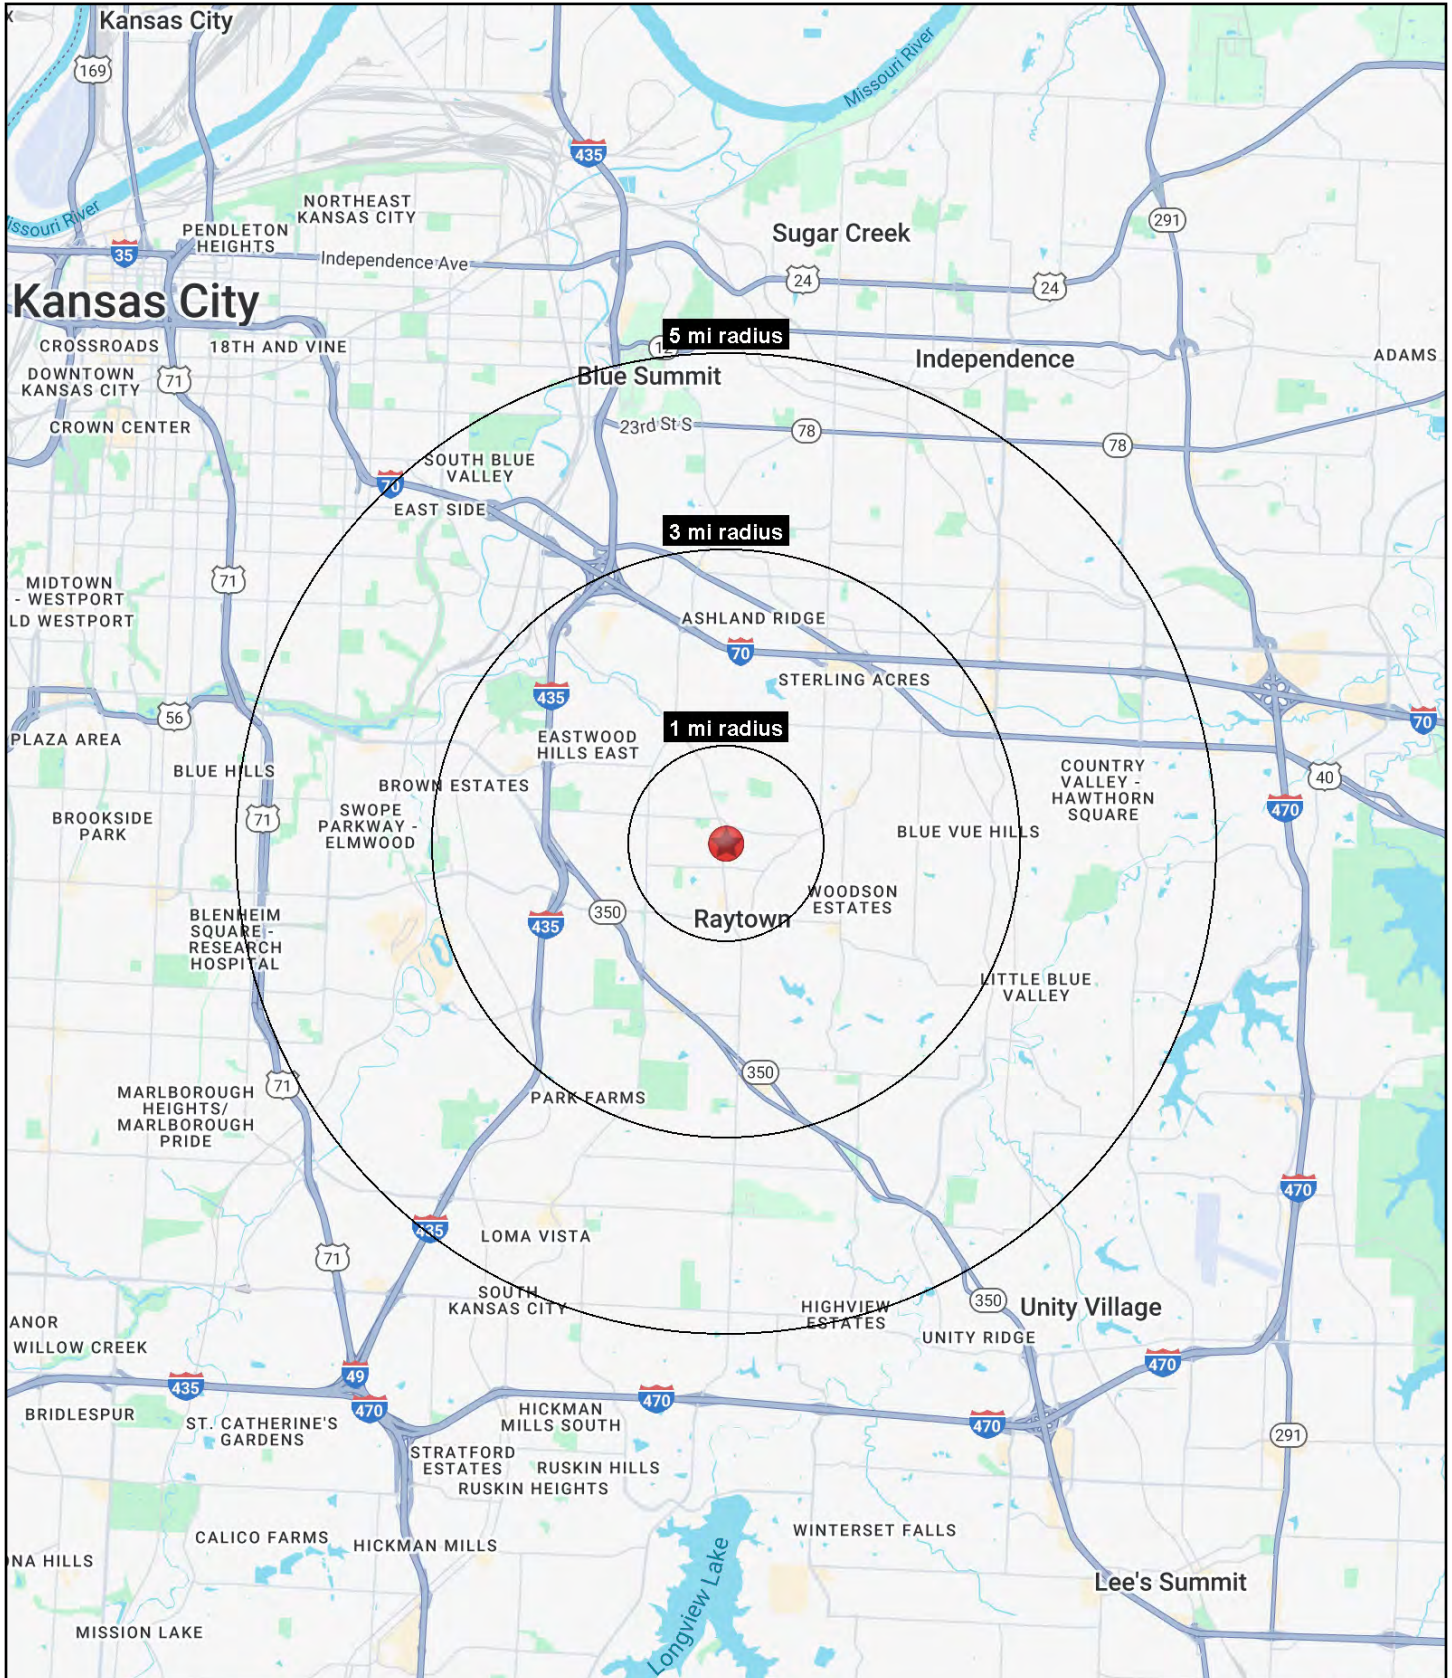 Kansas City
169
Missouri River
435
NORTHEAST
KANSAS CITY
291
Missouri River
PENDLETON
HEIGHTS
Sugar Creek
35
Independence Ave
24
24
Kansas City
5 mi radius
12
CROSSROADS
18TH AND VINE
Independence
ADAMS
DOWNTOWN
KANSAS CITY
71
Blue Summit
CROWN CENTER
23rd St S
78
78
SOUTH BLUE
VALLEY
70
EAST SIDE
3 mi radius
71
MIDTOWN
- WESTPORT
LD WESTPORT
ASHLAND RIDGE
70
STERLING ACRES
435
56
70
1 mi radius
PLAZA AREA
EASTWOOD
HILLS EAST
BLUE HILLS
BROWN ESTATES
COUNTRY
VALLEY -
HAWTHORN
SQUARE
40
BROOKSIDE
PARK
71
SWOPE
PARKWAY -
ELMWOOD
BLUE VUE HILLS
470
WOODSON
ESTATES
350
Raytown
435
BLENHEIM
SQUARE -
RESEARCH
HOSPITAL
LITTLE BLUE
VALLEY
350
71
PARK FARMS
MARLBOROUGH
HEIGHTS/
MARLBOROUGH
PRIDE
470
435
LOMA VISTA
71
SOUTH
KANSAS CITY
350
Unity Village
HIGHVIEW
ESTATES
ANOR
UNITY RIDGE
WILLOW CREEK
470
49
435
470
470
470
BRIDLESPUR
ST. CATHERINE'S
GARDENS
HICKMAN
MILLS SOUTH
291
STRATFORD
ESTATES
RUSKIN HILLS
RUSKIN HEIGHTS
CALICO FARMS
HICKMAN MILLS
WINTERSET FALLS
ONA HILLS
Longview Lake
Lee's Summit
MISSION LAKE